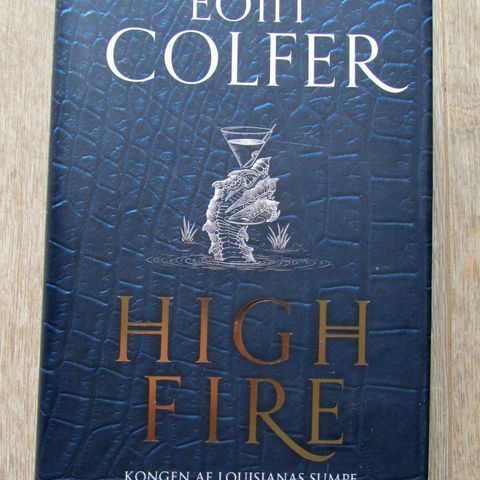 EOIN
COLFER
HIGH
FIRE
KONGEN AF LOUISIANAS SUMPE